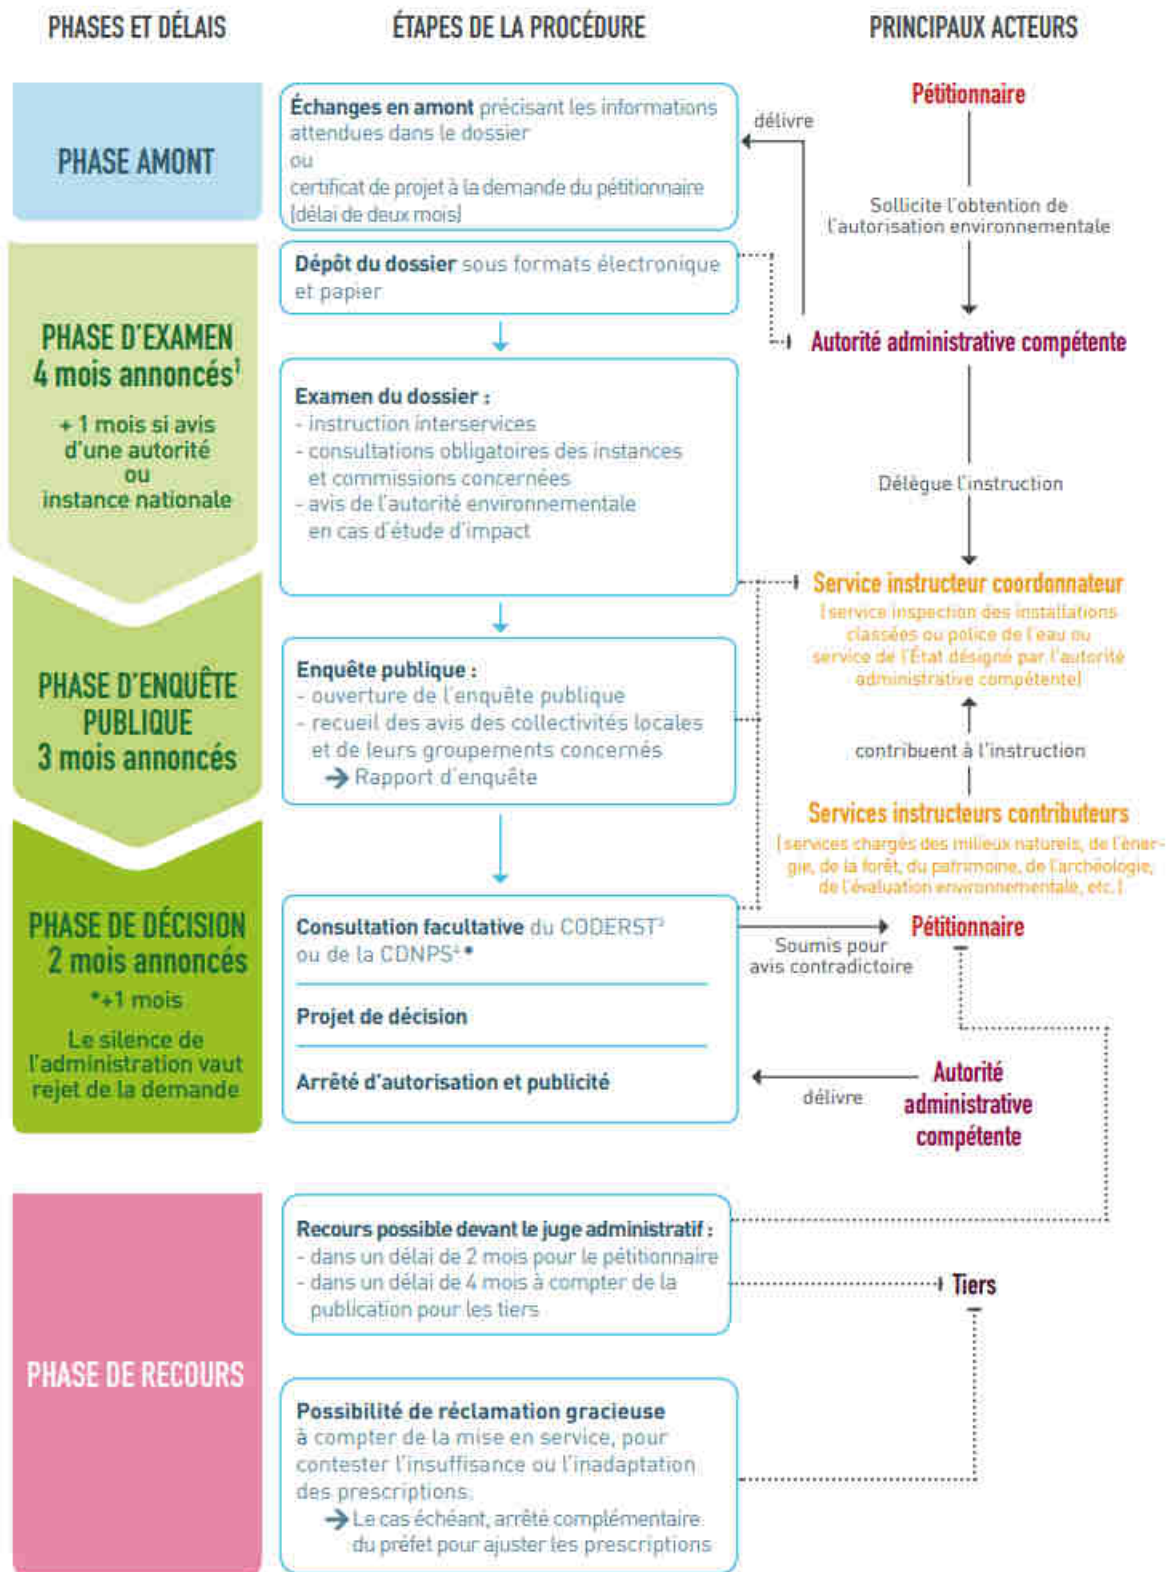 PHASES ET DÉLAIS
ÉTAPES DE LA PROCÉDURE
PRINCIPAUX ACTEURS
PHASE AMONT
Échanges en amont précisant les informations
attendues dans le dossier
ou
certificat de projet à la demande du pétitionnaire
(délai de deux mois)
délivre
Pétitionnaire
Sollicite l'obtention de
l'autorisation environnementale
PHASE D'EXAMEN
4 mois annoncés¹
+ 1 mois si avis
d'une autorité
ou
instance nationale
Dépôt du dossier sous formats électronique
et papier
Autorité administrative compétente
Examen du dossier :
- instruction interservices
- consultations obligatoires des instances
et commissions concernées
- avis de l'autorité environnementale
en cas d'étude d'impact
Délègue l'instruction
Service instructeur coordonnateur
(service inspection des installations
classées ou police de l'eau ou
service de l'État désigné par l'autorité
administrative compétente)
PHASE D'ENQUÊTE
PUBLIQUE
3 mois annoncés
Enquête publique :
- ouverture de l'enquête publique
- recueil des avis des collectivités locales
et de leurs groupements concernés
→ Rapport d'enquête
contribuent à l'instruction
Services instructeurs contributeurs
(services chargés des milieux naturels, de l'éner-
gie, de la forêt, du patrimoine, de l'archéologie,
de l'évaluation environnementale, etc.)
PHASE DE DÉCISION
2 mois annoncés
*+1 mois
Le silence de
l'administration vaut
rejet de la demande
Consultation facultative du CODERST³
ou de la CDNPS⁴*
Projet de décision
Arrêté d'autorisation et publicité
Soumis pour
avis contradictoire
Pétitionnaire
délivre
Autorité
administrative
compétente
PHASE DE RECOURS
Recours possible devant le juge administratif :
- dans un délai de 2 mois pour le pétitionnaire
- dans un délai de 4 mois à compter de la
publication pour les tiers
Tiers
Possibilité de réclamation gracieuse
à compter de la mise en service, pour
contester l'insuffisance ou l'inadaptation
des prescriptions.
→ Le cas échéant, arrêté complémentaire
du préfet pour ajuster les prescriptions